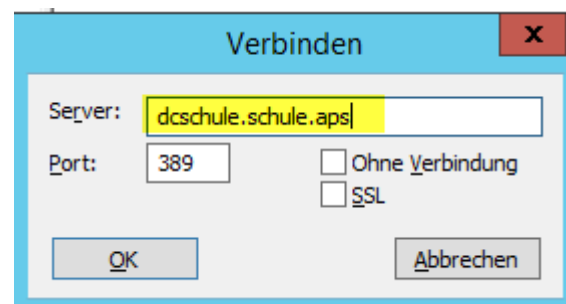 Verbinden
x
Server: dcschule.schule.aps
Port: 389 Ohne Verbindung
SSL
OK Abbrechen